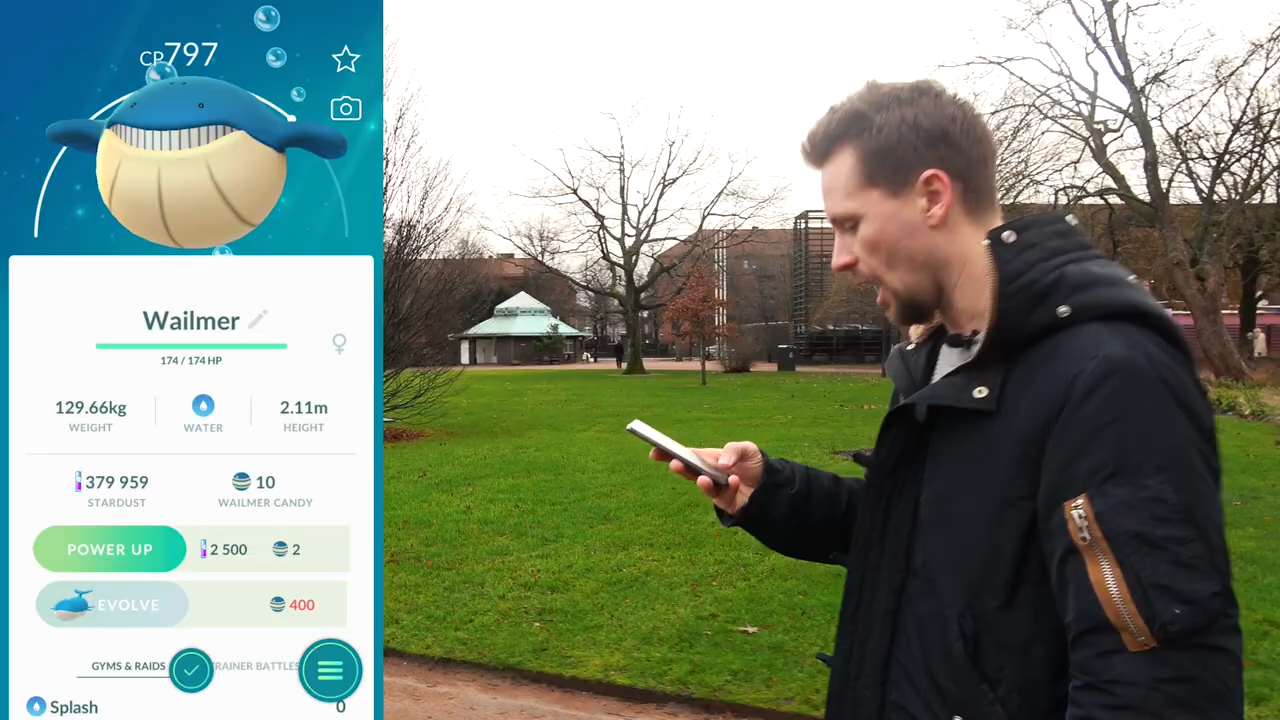 CP797
Wailmer
174 / 174 HP
129.66kg
WEIGHT
WATER
2.11m
HEIGHT
379 959
STARDUST
10
WAILMER CANDY
POWER UP
2 500
2
EVOLVE
400
GYMS & RAIDS
TRAINER BATTLES
Splash
0